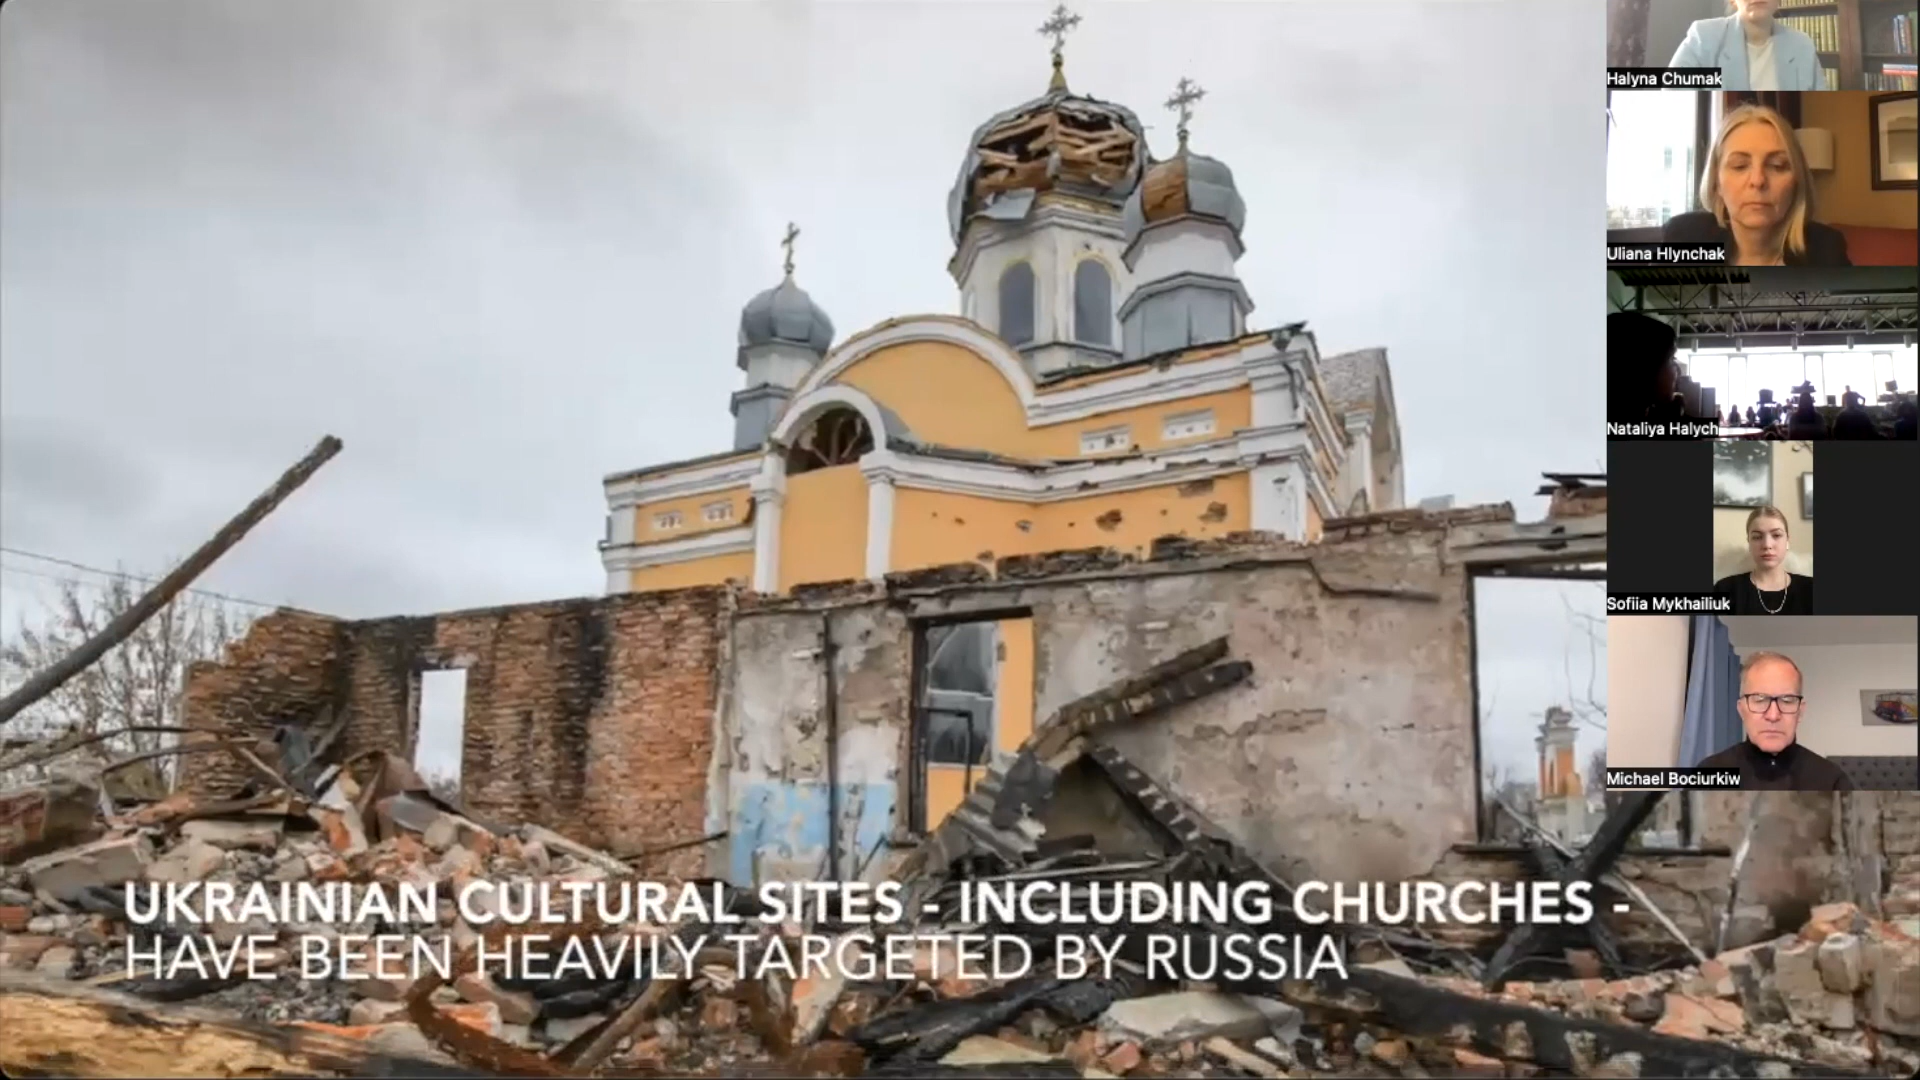 UKRAINIAN CULTURAL SITES - INCLUDING CHURCHES -
HAVE BEEN HEAVILY TARGETED BY RUSSIA
Halyna Chumak
Uliana Hlynchak
Nataliya Halych
Sofiia Mykhailiuk
Michael Bociurkiw